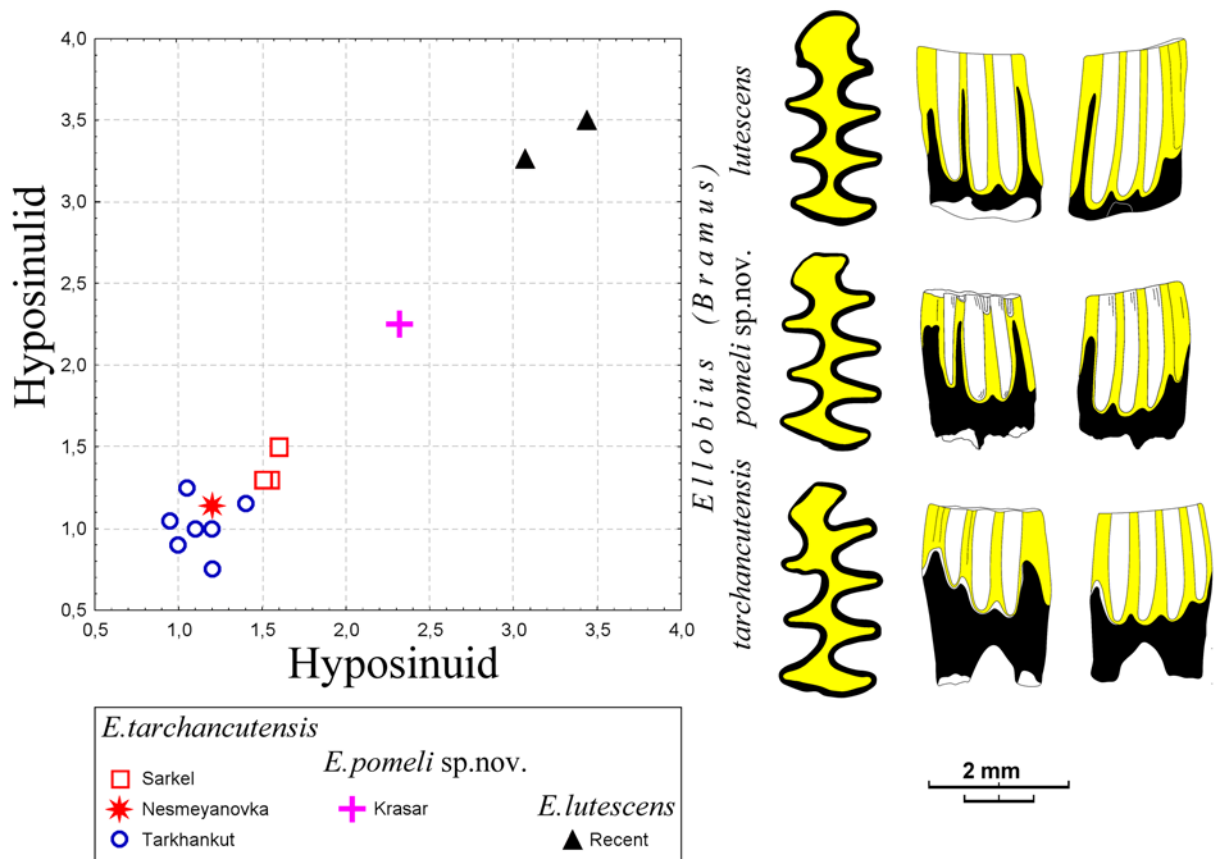 4,0
3,5
3,0
2,5
2,0
1,5
1,0
0,5
Hyposinulid
0,5 1,0 1,5 2,0 2,5 3,0 3,5 4,0
Hyposinuid
E.tarchancutensis
Sarkel
Nesmeyanovka
Tarkhankut
E.pomeli sp.nov.
Krasar
E.lutescens
Recent
Ellobius (Bramus)
lutescens
pomeli sp.nov.
tarchancutensis
2 mm